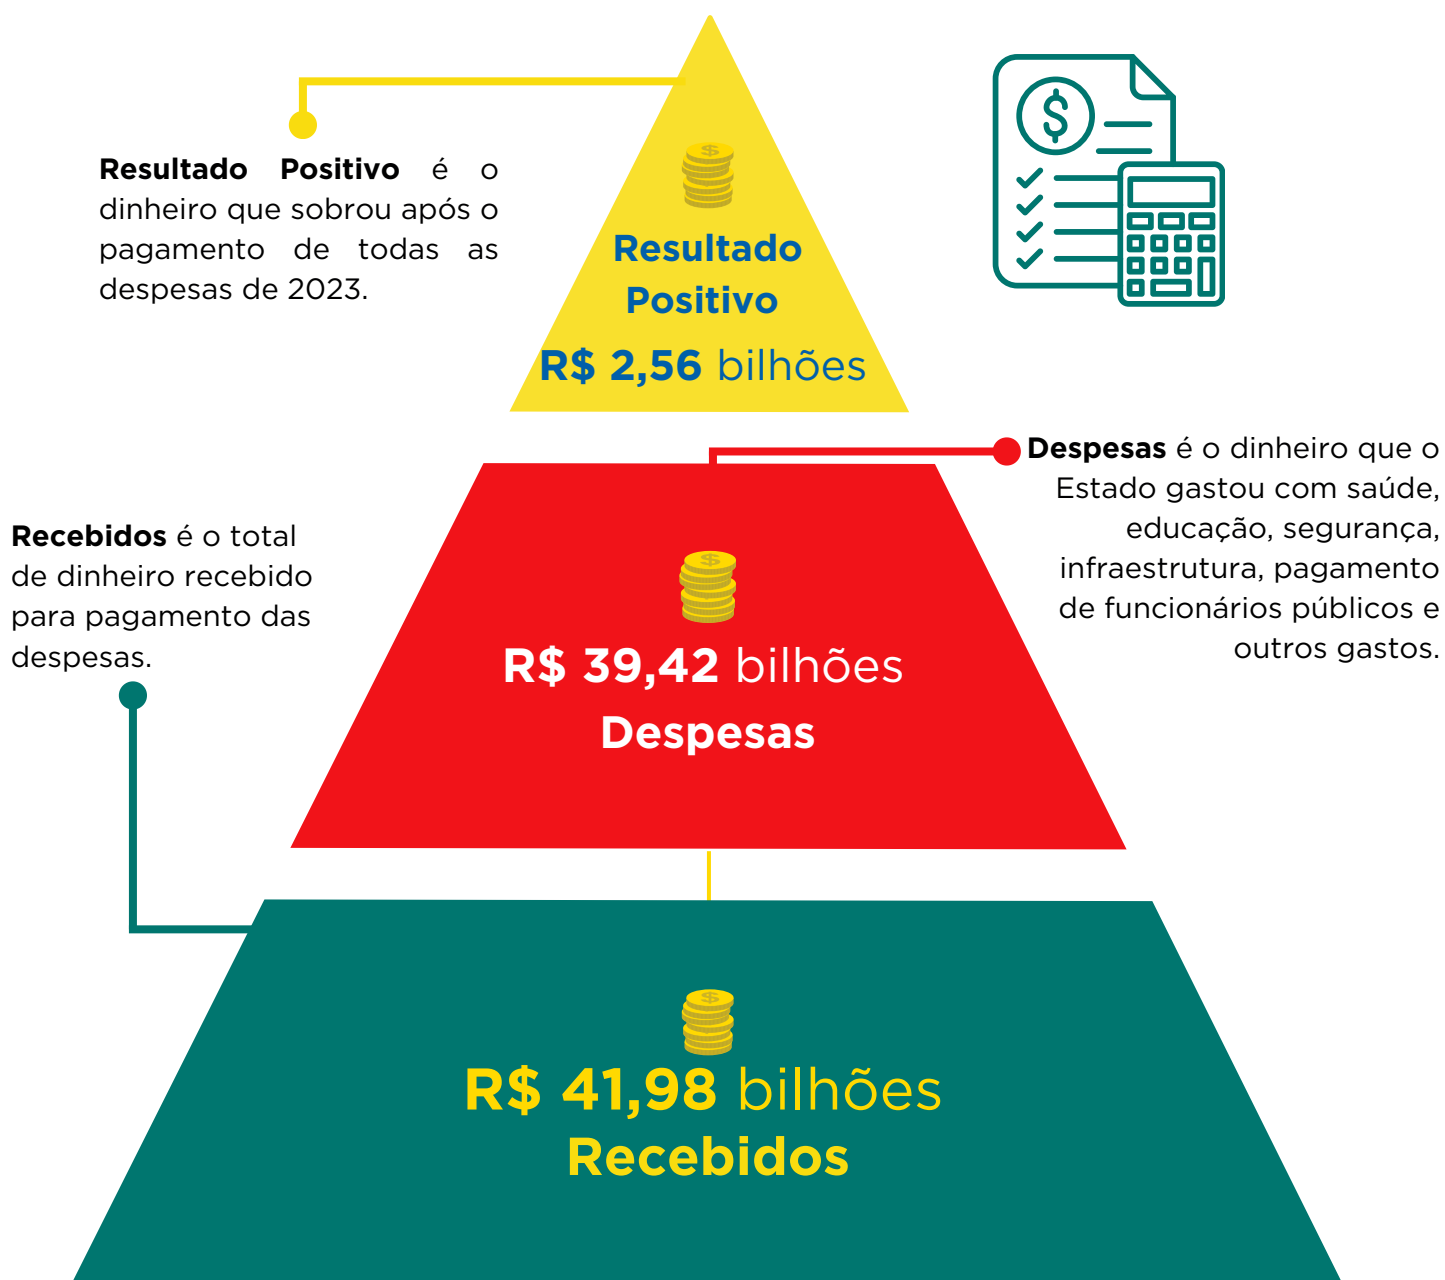 Resultado Positivo é o
dinheiro que sobrou após o
pagamento de todas as
despesas de 2023.
Resultado
Positivo
R$ 2,56 bilhões
Despesas é o dinheiro que o
Estado gastou com saúde,
educação, segurança,
infraestrutura, pagamento
de funcionários públicos e
outros gastos.
Recebidos é o total
de dinheiro recebido
para pagamento das
despesas.
R$ 39,42 bilhões
Despesas
R$ 41,98 bilhões
Recebidos